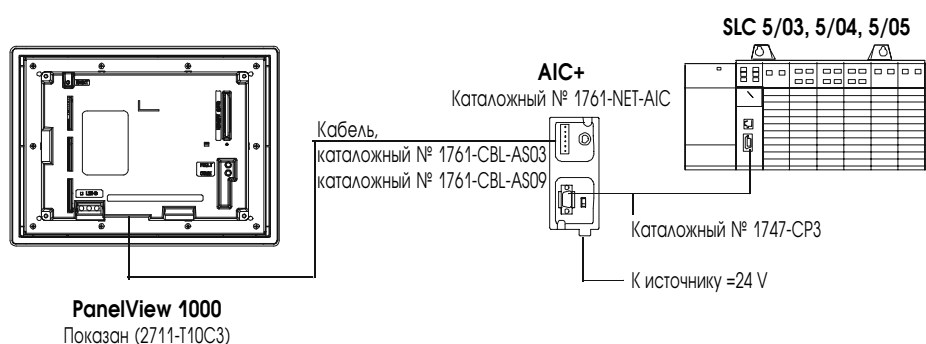 SLC 5/03, 5/04, 5/05
AIC+
Каталожный № 1761-NET-AIC
Кабель,
каталожный № 1761-CBL-AS03
каталожный № 1761-CBL-AS09
Каталожный № 1747-CP3
К источнику =24 V
PanelView 1000
Показан (2711-T10C3)